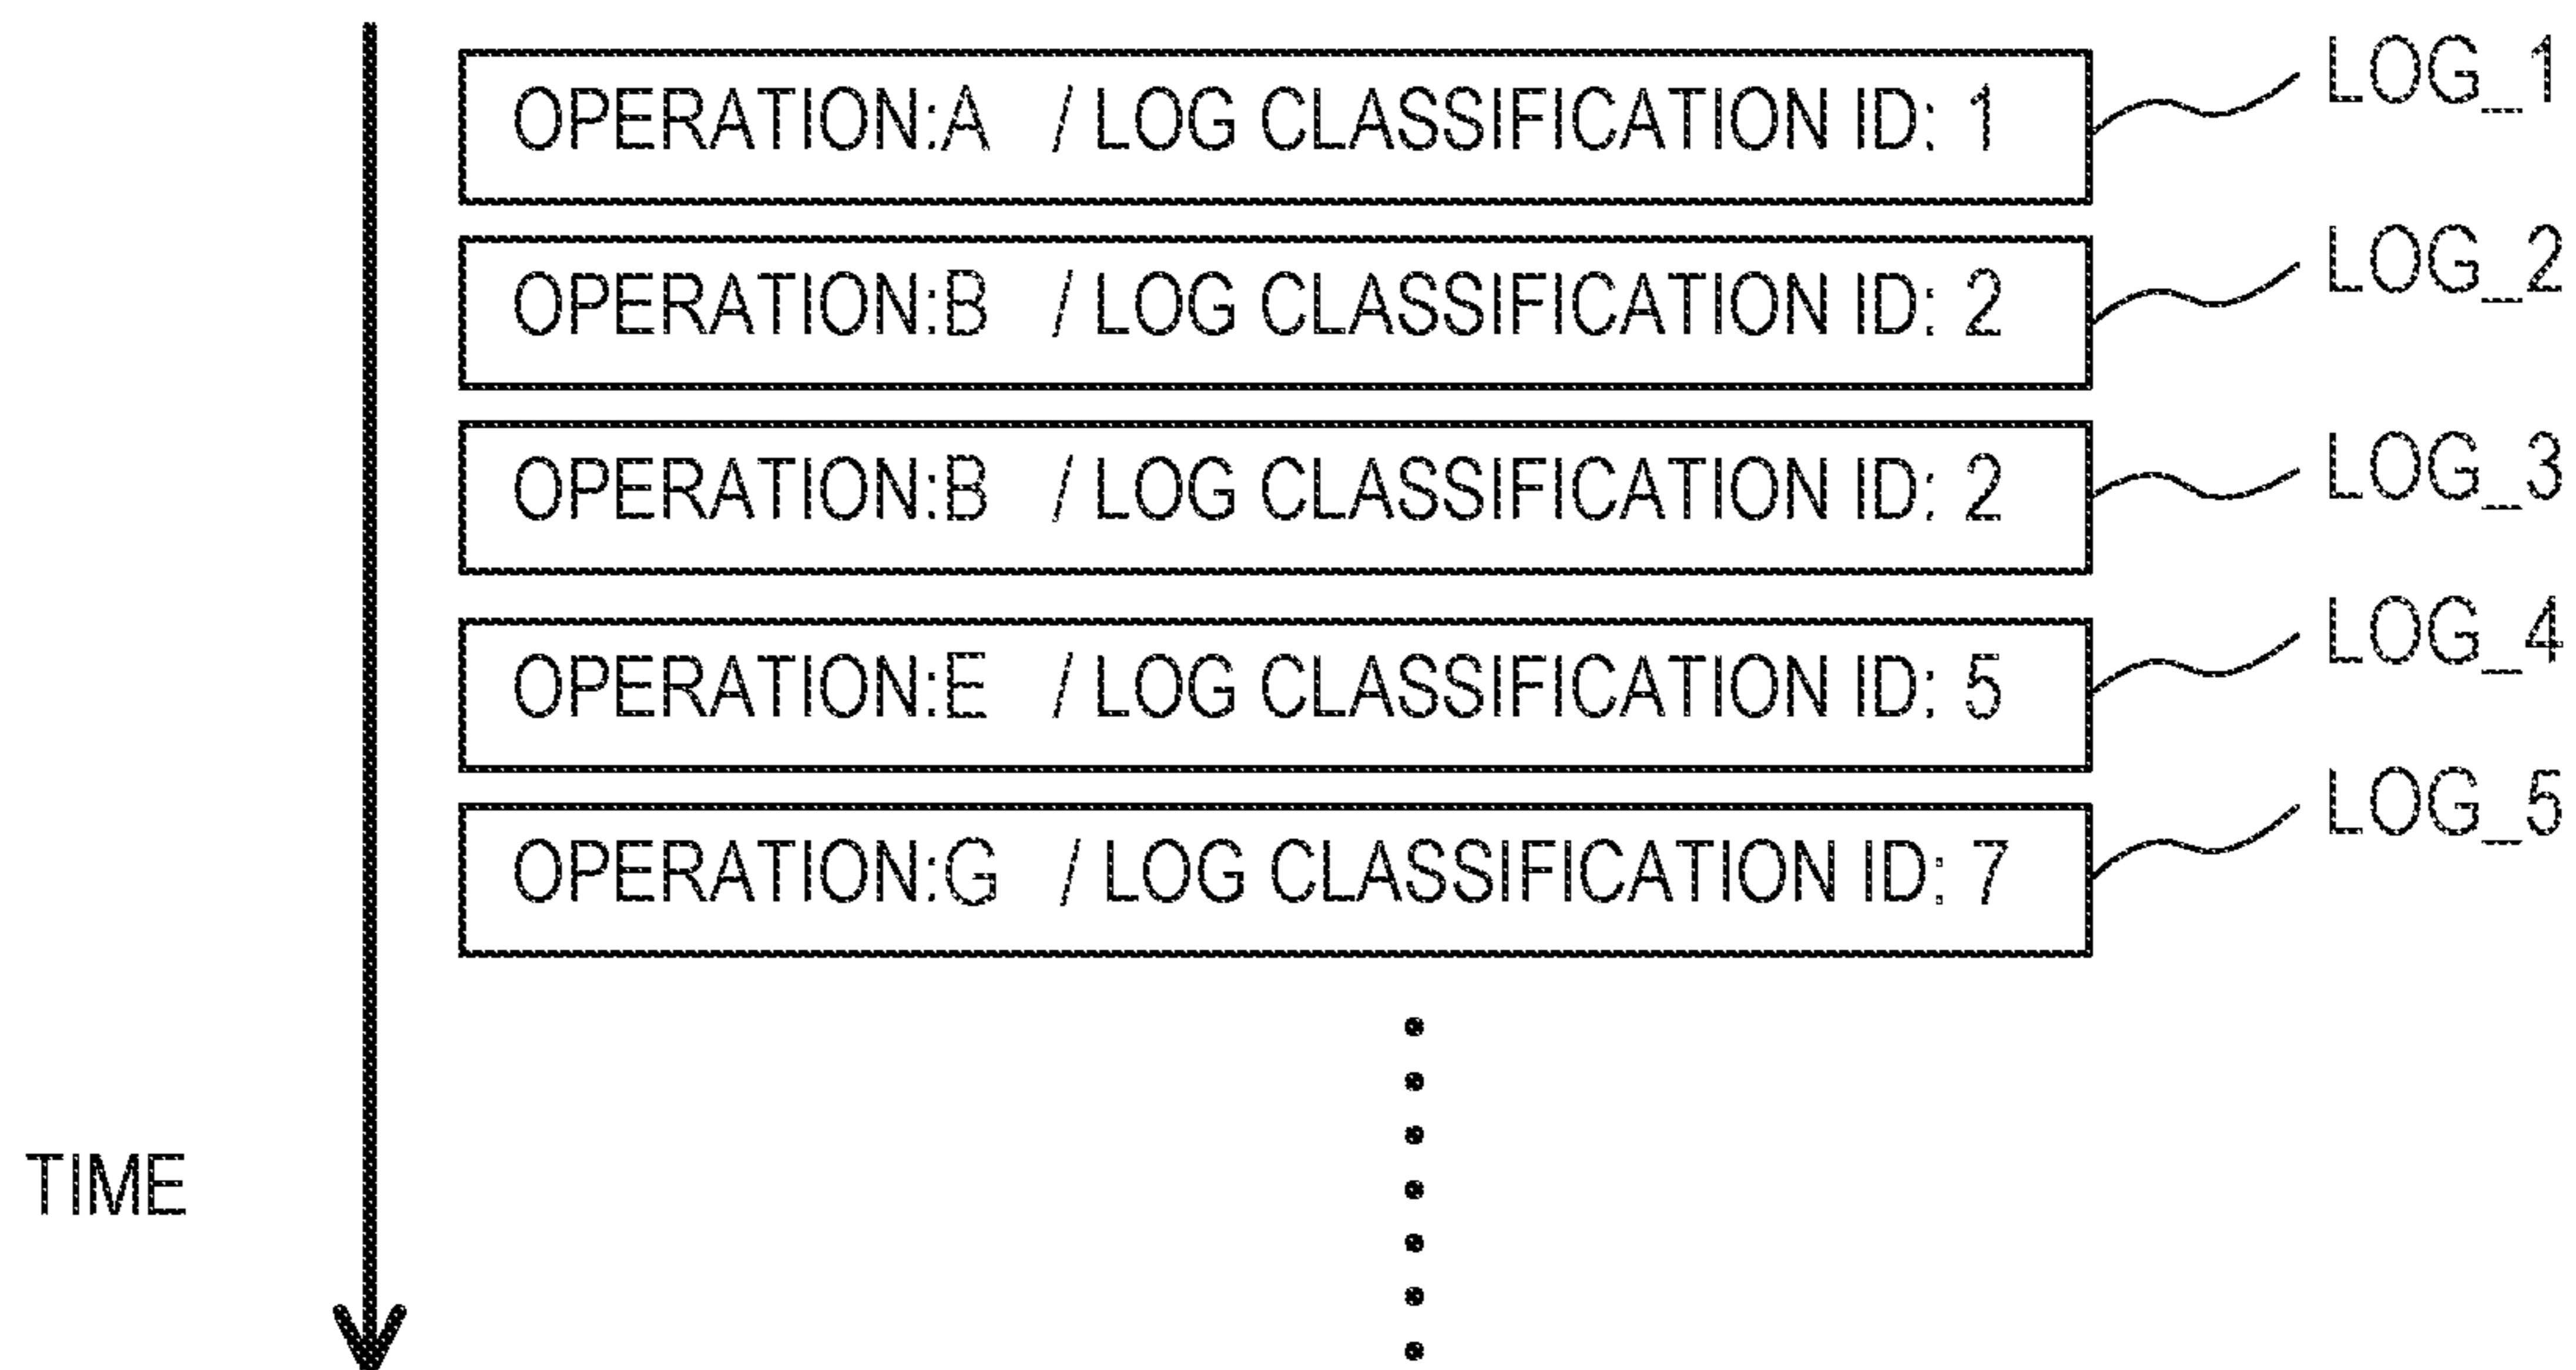 OPERATION:A / LOG CLASSIFICATION ID: 1
LOG_1
OPERATION:B / LOG CLASSIFICATION ID: 2
LOG_2
OPERATION:B / LOG CLASSIFICATION ID: 2
LOG_3
OPERATION:E / LOG CLASSIFICATION ID: 5
LOG_4
OPERATION:G / LOG CLASSIFICATION ID: 7
LOG_5
TIME